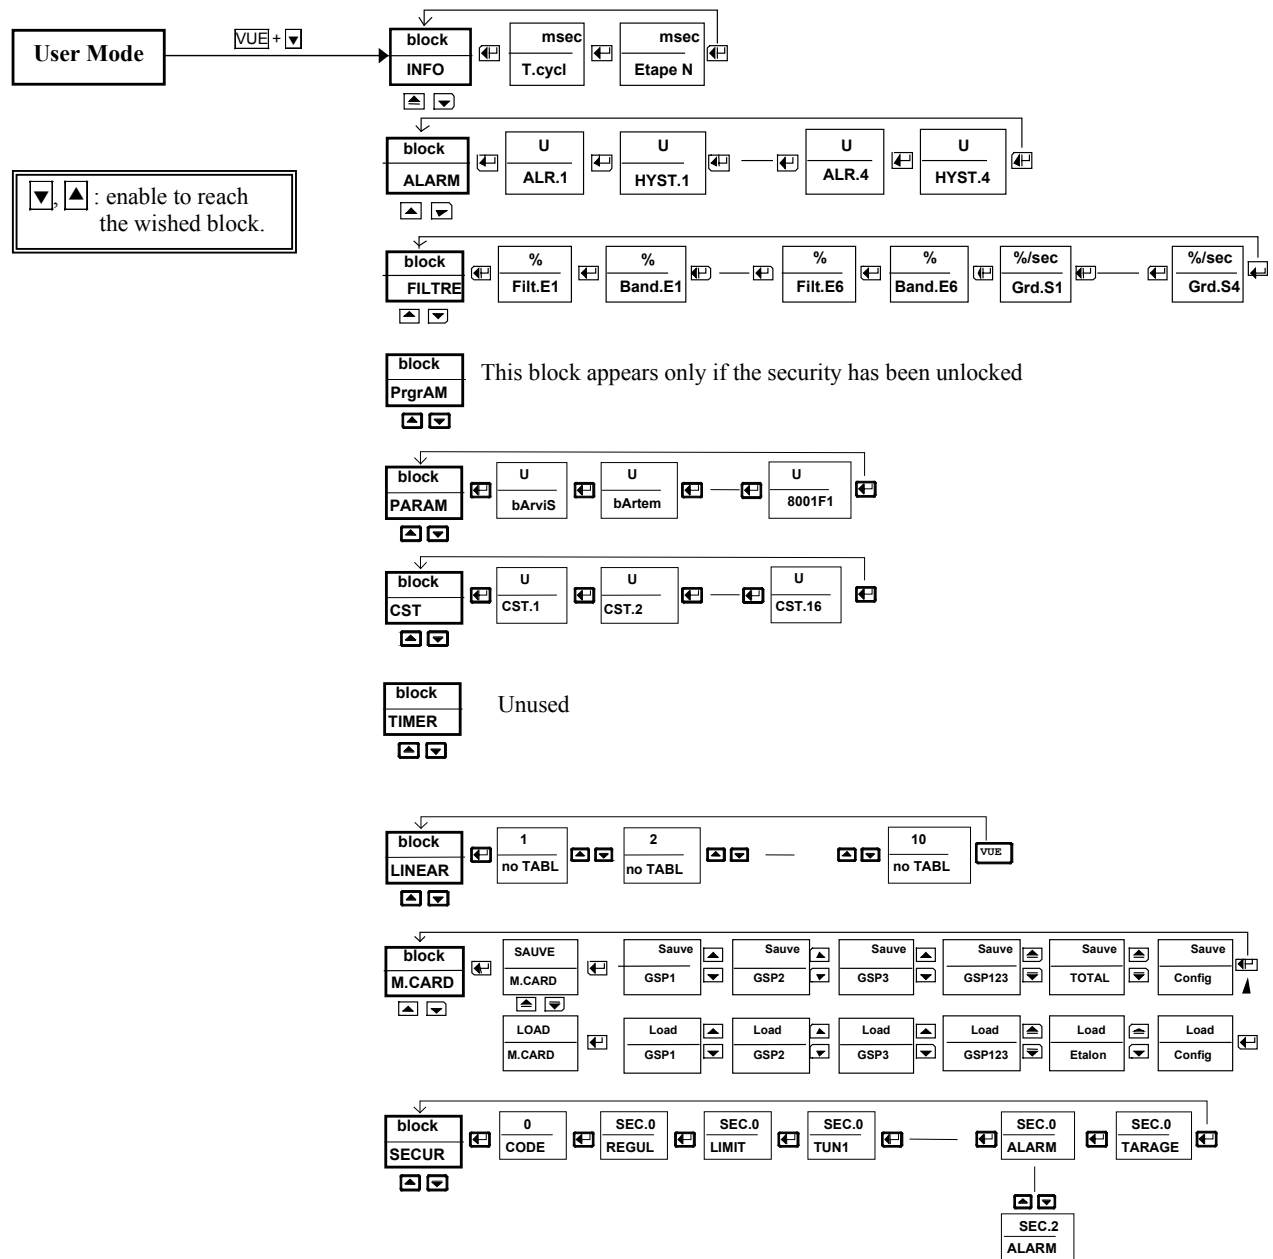 User Mode
VUE + ▼
block
INFO
msec
T.cycl
msec
Etape N
▼, ▲ : enable to reach
the wished block.
block
ALARM
U
ALR.1
U
HYST.1
U
ALR.4
U
HYST.4
block
FILTRE
%
Filt.E1
%
Band.E1
%
Filt.E6
%
Band.E6
%/sec
Grd.S1
%/sec
Grd.S4
block
PrgrAM
This block appears only if the security has been unlocked
block
PARAM
U
bArviS
U
bArtem
U
8001F1
block
CST
U
CST.1
U
CST.2
U
CST.16
block
TIMER
Unused
block
LINEAR
1
no TABL
2
no TABL
10
no TABL
VUE
block
M.CARD
SAUVE
M.CARD
Sauve
GSP1
Sauve
GSP2
Sauve
GSP3
Sauve
GSP123
Sauve
TOTAL
Sauve
Config
LOAD
M.CARD
Load
GSP1
Load
GSP2
Load
GSP3
Load
GSP123
Load
Etalon
Load
Config
block
SECUR
0
CODE
SEC.0
REGUL
SEC.0
LIMIT
SEC.0
TUN1
SEC.0
ALARM
SEC.0
TARAGE
SEC.2
ALARM